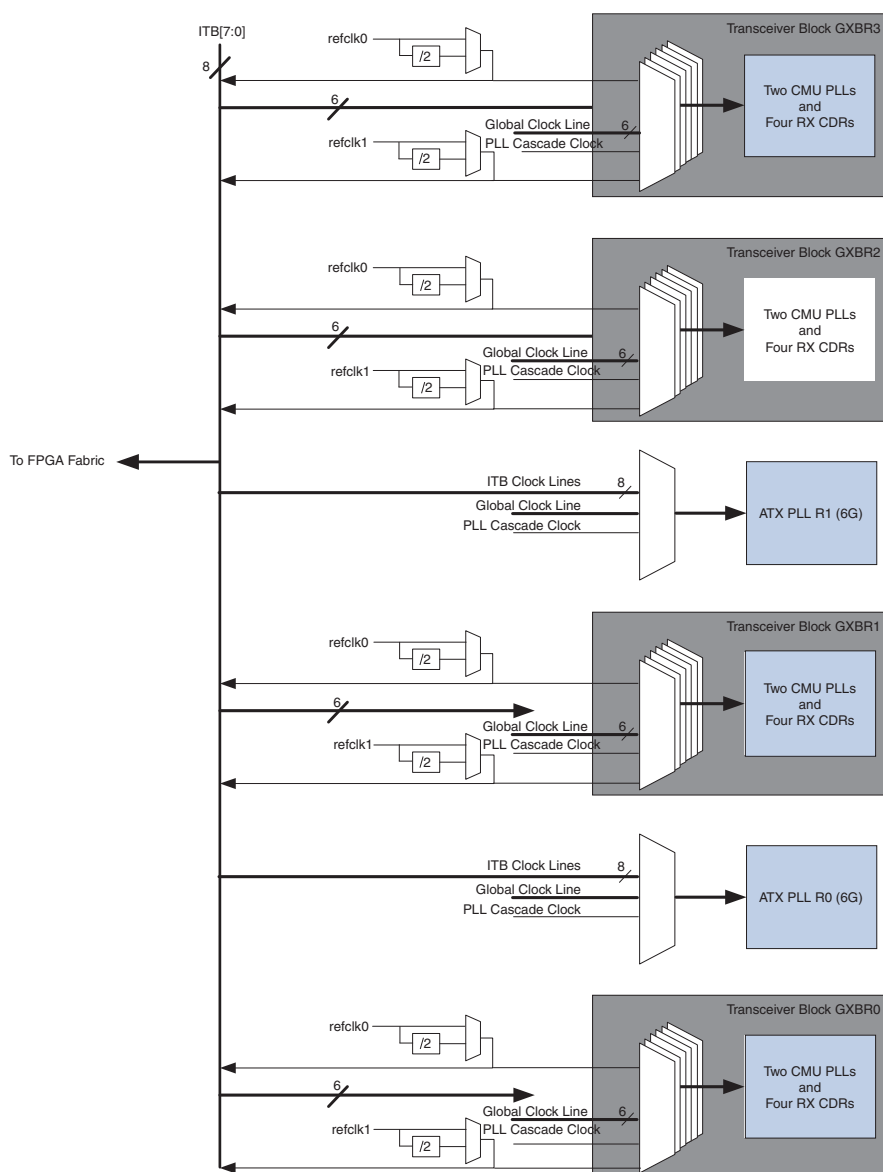 ITB[7:0]
8
refclk0
/2
Transceiver Block GXBR3
6
Two CMU PLLs
and
Four RX CDRs
Global Clock Line
6
refclk1
PLL Cascade Clock
/2
Transceiver Block GXBR2
refclk0
/2
6
Two CMU PLLs
and
Four RX CDRs
Global Clock Line
6
refclk1
PLL Cascade Clock
/2
To FPGA Fabric
ITB Clock Lines
8
Global Clock Line
PLL Cascade Clock
ATX PLL R1 (6G)
Transceiver Block GXBR1
refclk0
/2
6
Two CMU PLLs
and
Four RX CDRs
Global Clock Line
6
refclk1
PLL Cascade Clock
/2
ITB Clock Lines
8
Global Clock Line
PLL Cascade Clock
ATX PLL R0 (6G)
Transceiver Block GXBR0
refclk0
/2
6
Two CMU PLLs
and
Four RX CDRs
Global Clock Line
6
refclk1
PLL Cascade Clock
/2